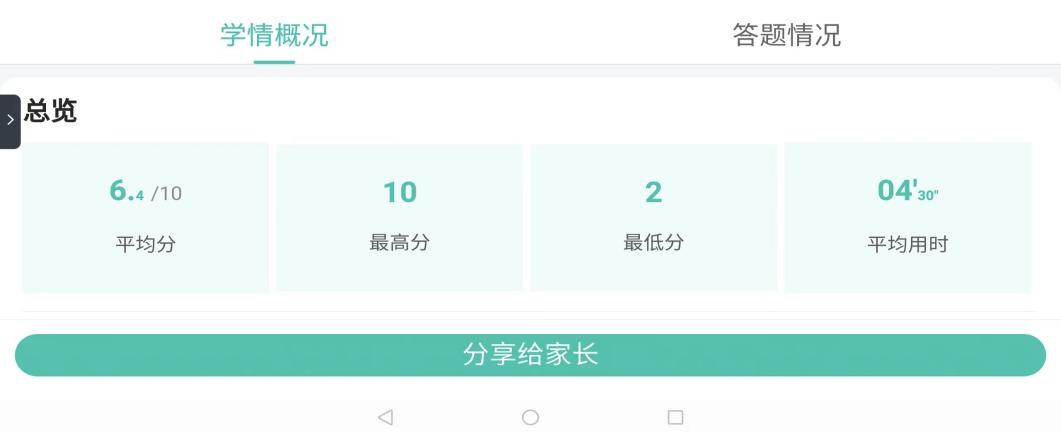 学情概况 答题情况
总览
6.4 /10 10 2 04'30"
平均分 最高分 最低分 平均用时
分享给家长